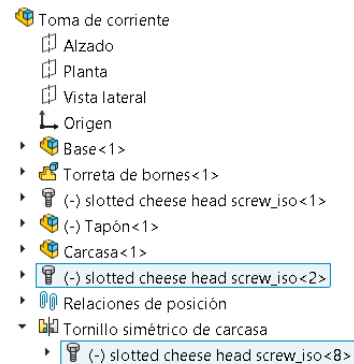 Toma de corriente
Alzado
Planta
Vista lateral
Origen
Base<1>
Torreta de bornes<1>
(-) slotted cheese head screw_iso<1>
(-) Tapón<1>
Carcasa<1>
(-) slotted cheese head screw_iso<2>
Relaciones de posición
Tornillo simétrico de carcasa
(-) slotted cheese head screw_iso<8>